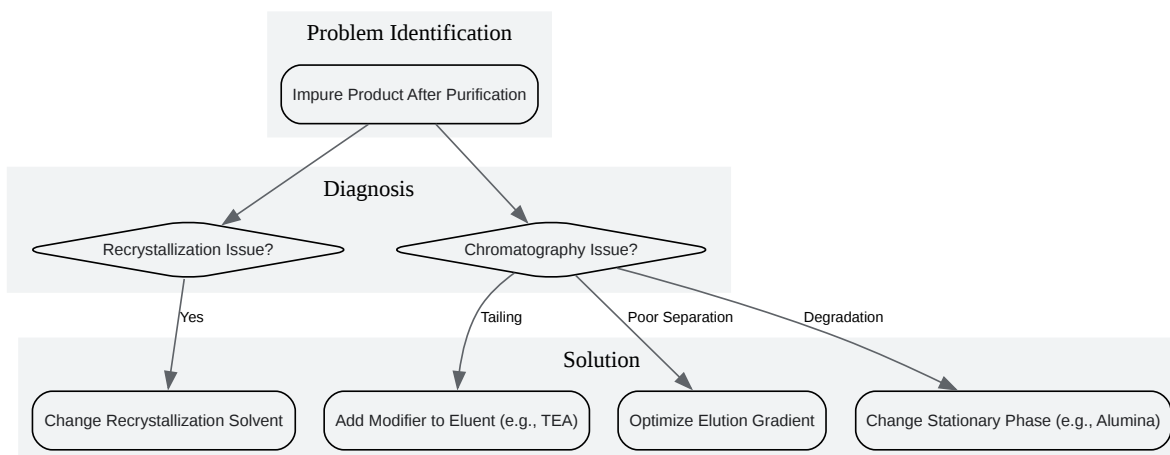 Problem Identification
Impure Product After Purification
Diagnosis
Recrystallization Issue?
Chromatography Issue?
Yes
Tailing
Poor Separation
Degradation
Solution
Change Recrystallization Solvent
Add Modifier to Eluent (e.g., TEA)
Optimize Elution Gradient
Change Stationary Phase (e.g., Alumina)